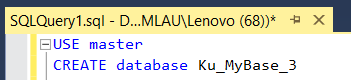 SQLQuery1.sql - D...MLAU\Lenovo (68))*
USE master
CREATE database Ku_MyBase_3